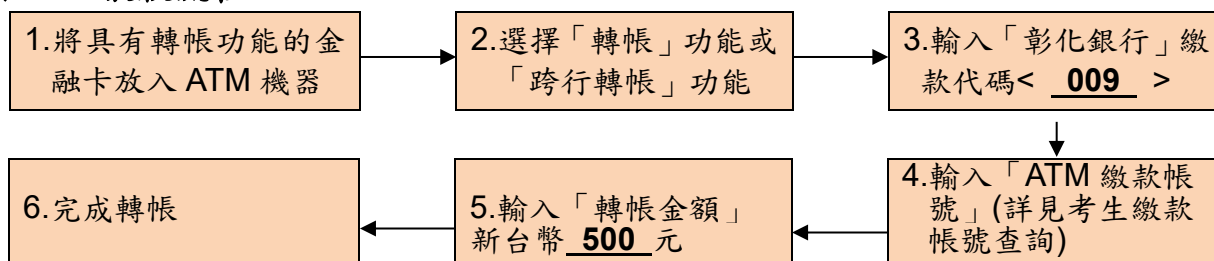 1.將具有轉帳功能的金
融卡放入 ATM 機器
2.選擇「轉帳」功能或
「跨行轉帳」功能
3.輸入「彰化銀行」繳
款代碼< 009 >
4.輸入「ATM 繳款帳
號」(詳見考生繳款
帳號查詢)
5.輸入「轉帳金額」
新台幣 500 元
6.完成轉帳